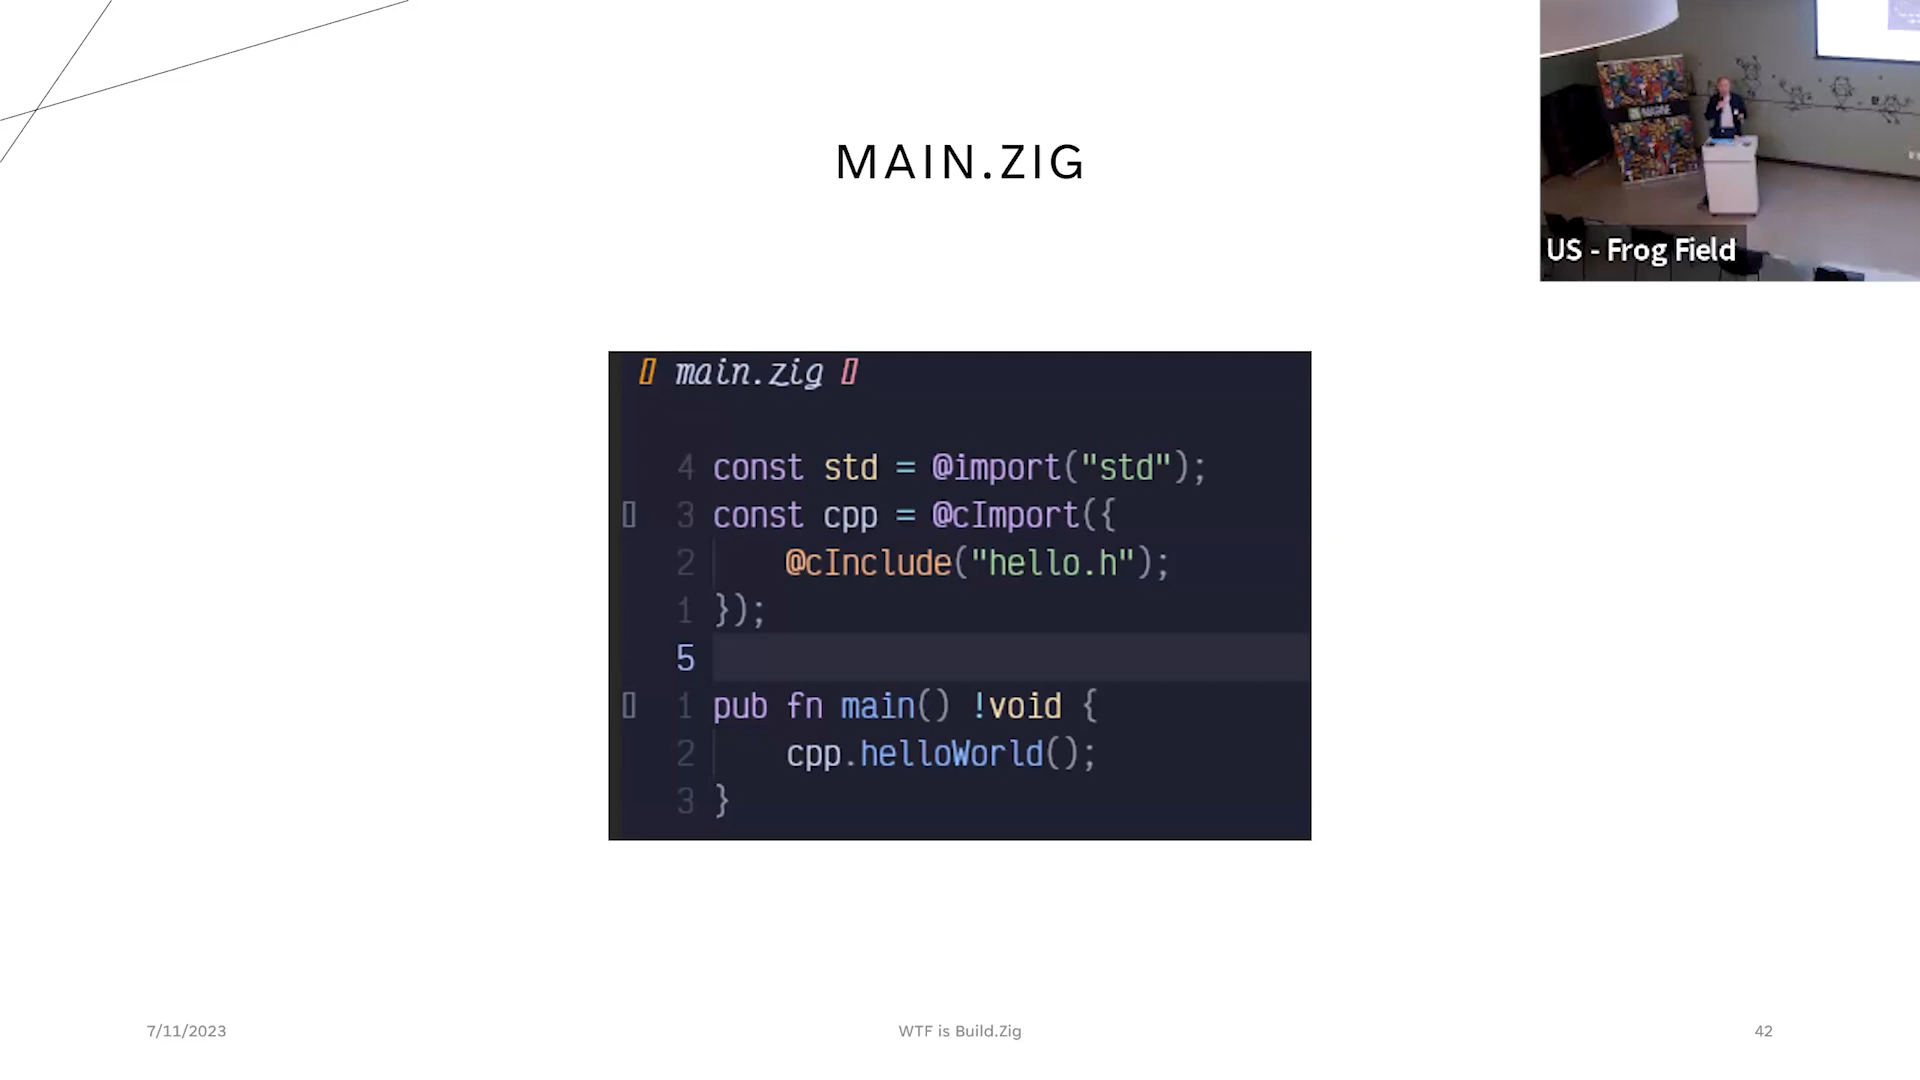 MAIN.ZIG
US - Frog Field
main.zig
4 const std = @import("std");
3 const cpp = @cImport({
2 @cInclude("hello.h");
1 });
5
1 pub fn main() !void {
2 cpp.helloWorld();
3 }
7/11/2023
WTF is Build.Zig
42